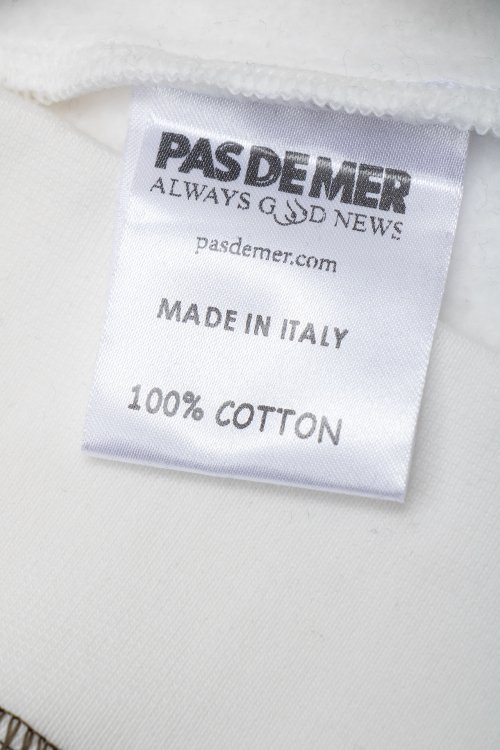 PAS DE MER
ALWAYS GOOD NEWS
pasdemer.com
MADE IN ITALY
100% COTTON